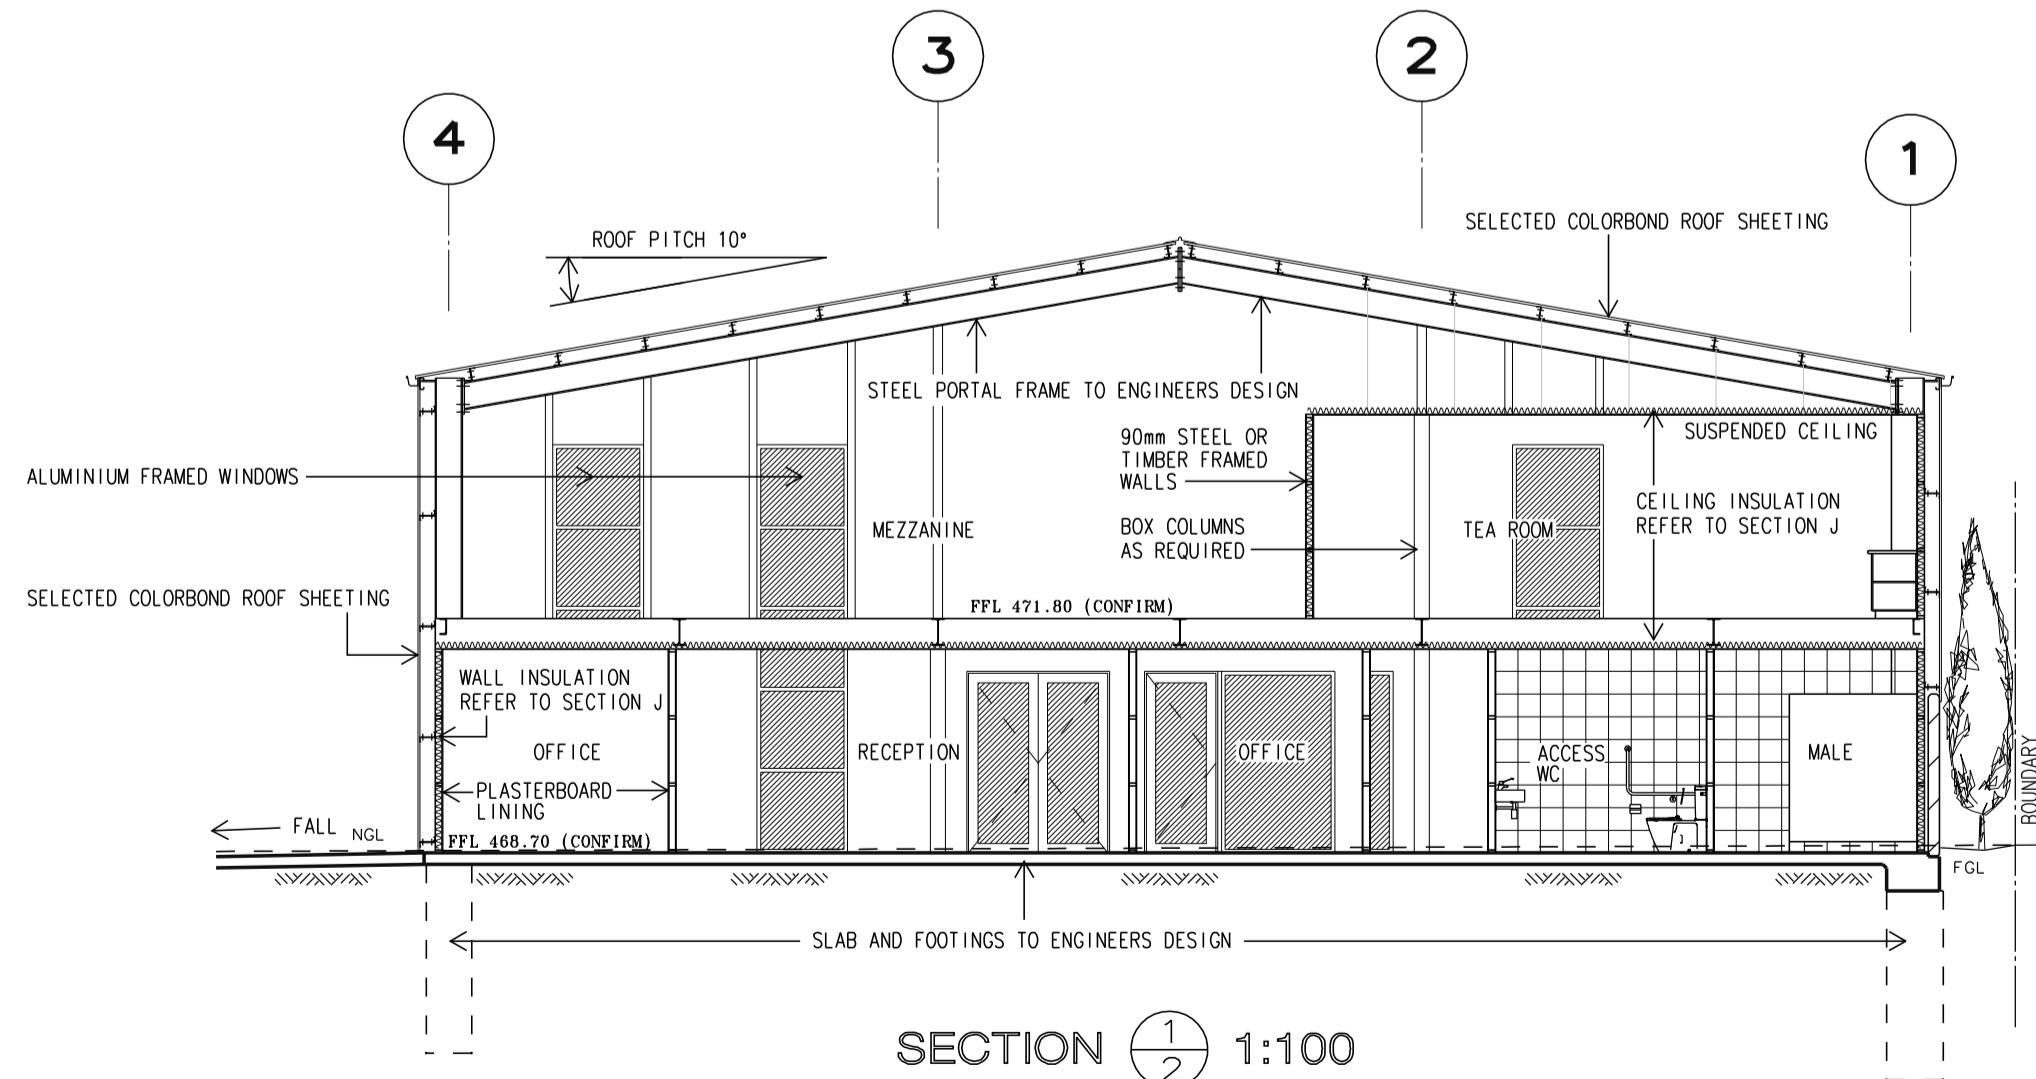 3
2
4
1
SELECTED COLORBOND ROOF SHEETING
ROOF PITCH 10°
STEEL PORTAL FRAME TO ENGINEERS DESIGN
SUSPENDED CEILING
90mm STEEL OR
TIMBER FRAMED
WALLS
ALUMINIUM FRAMED WINDOWS
CEILING INSULATION
REFER TO SECTION J
MEZZANINE
BOX COLUMNS
AS REQUIRED
TEA ROOM
SELECTED COLORBOND ROOF SHEETING
FFL 471.80 (CONFIRM)
WALL INSULATION
REFER TO SECTION J
OFFICE
RECEPTION
OFFICE
ACCESS
WC
MALE
BOUNDARY
PLASTERBOARD
LINING
FALL
NGL
FFL 468.70 (CONFIRM)
FGL
SLAB AND FOOTINGS TO ENGINEERS DESIGN
SECTION 1 1:100
2